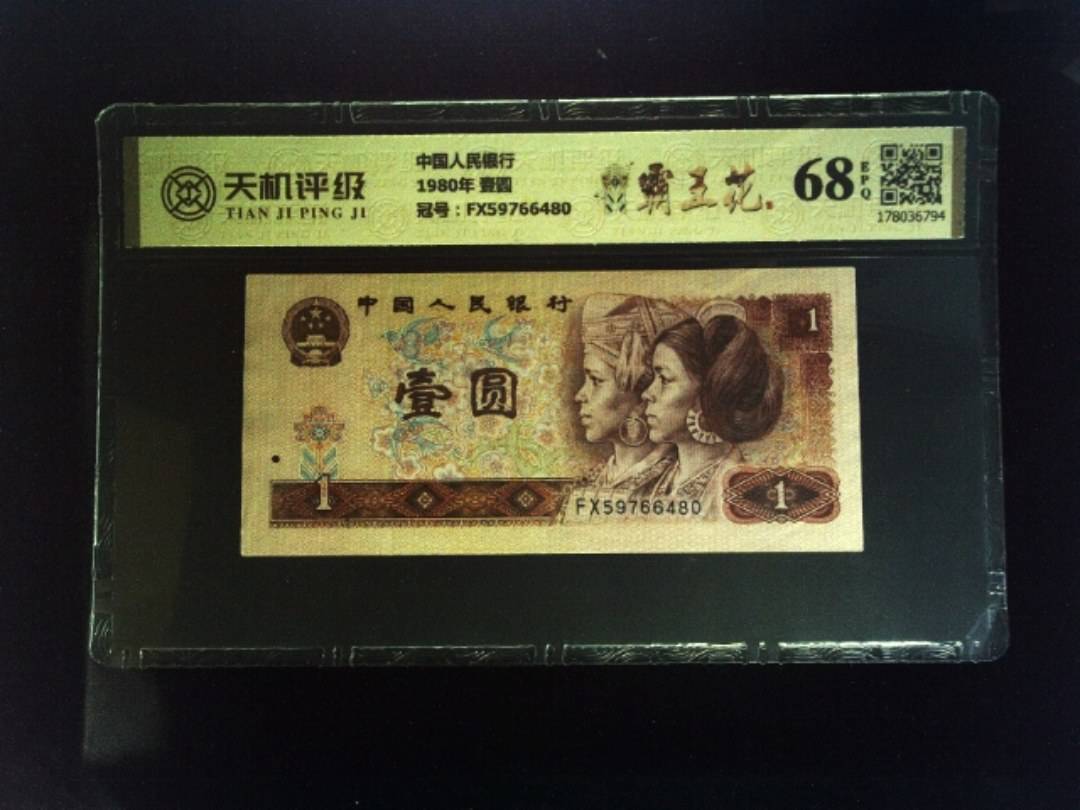 天机评级
TIAN JI PING JI
中国人民银行
1980年 壹圆
冠号：FX59766480
霸王花
68
EPQ
178036794
中国人民银行
壹圆
1
1
FX59766480
1